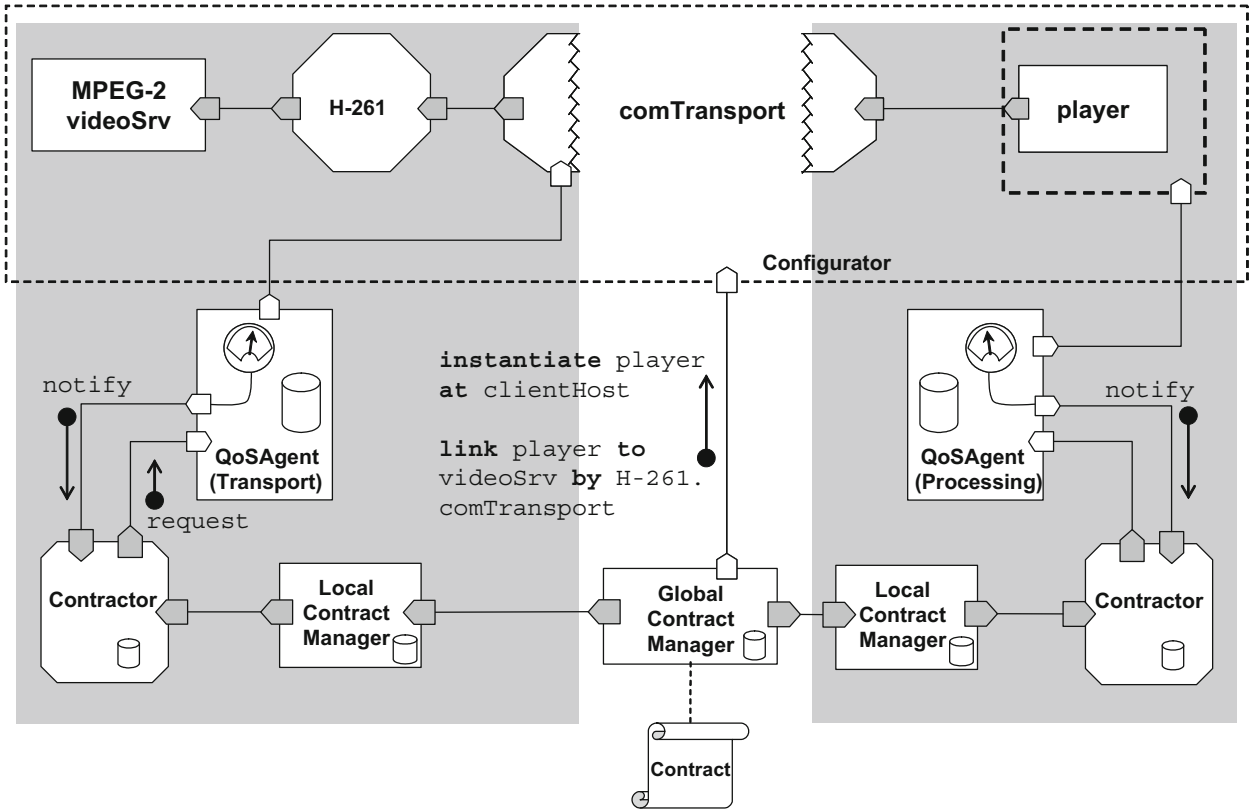 MPEG-2
videoSrv
H-261
comTransport
player
Configurator
notify
QoSAgent
(Transport)
request
instantiate player
at clientHost
link player to
videoSrv by H-261.
comTransport
QoSAgent
(Processing)
notify
Contractor
Local
Contract
Manager
Global
Contract
Manager
Local
Contract
Manager
Contractor
Contract